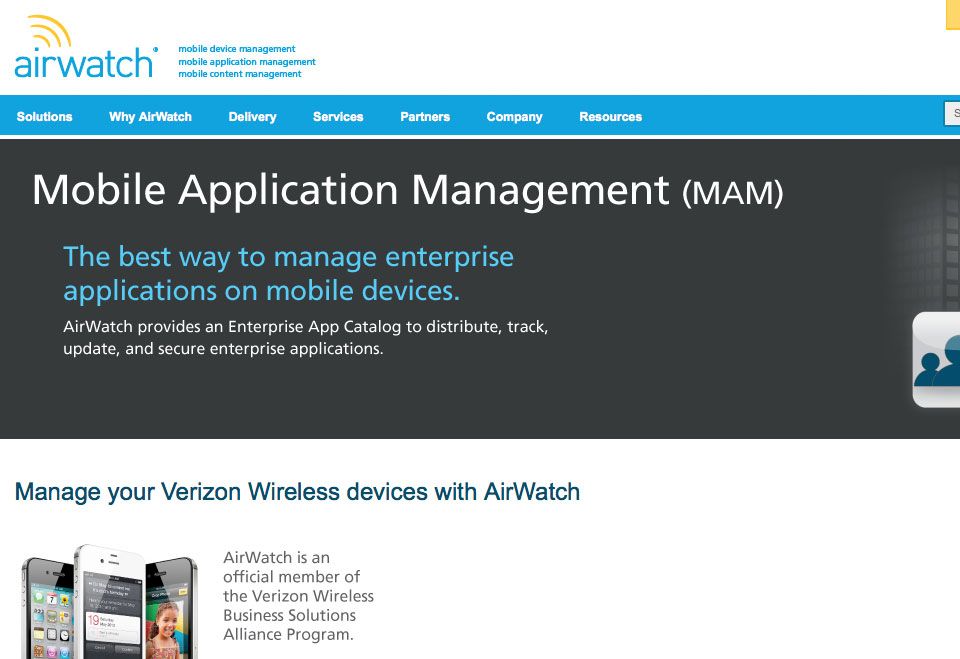 airwatch
mobile device management
mobile application management
mobile content management
Solutions Why AirWatch Delivery Services Partners Company Resources S
Mobile Application Management (MAM)
The best way to manage enterprise
applications on mobile devices.
AirWatch provides an Enterprise App Catalog to distribute, track,
update, and secure enterprise applications.
Manage your Verizon Wireless devices with AirWatch
AirWatch is an
official member of
the Verizon Wireless
Business Solutions
Alliance Program.
19